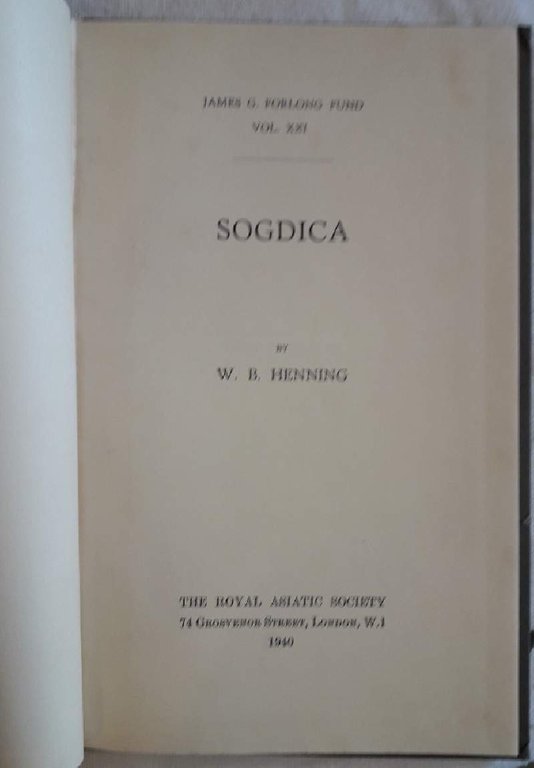 JAMES G. FORLONG FUND
VOL. XXI
SOGDICA
BY
W. B. HENNING
THE ROYAL ASIATIC SOCIETY
74 GROSVENOR STREET, LONDON, W.1
1940